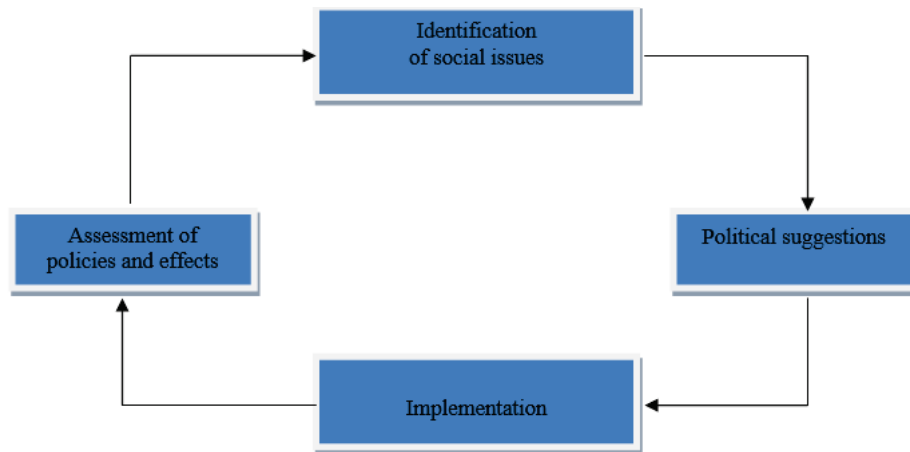 Identification
of social issues
Political suggestions
Assessment of
policies and effects
Implementation